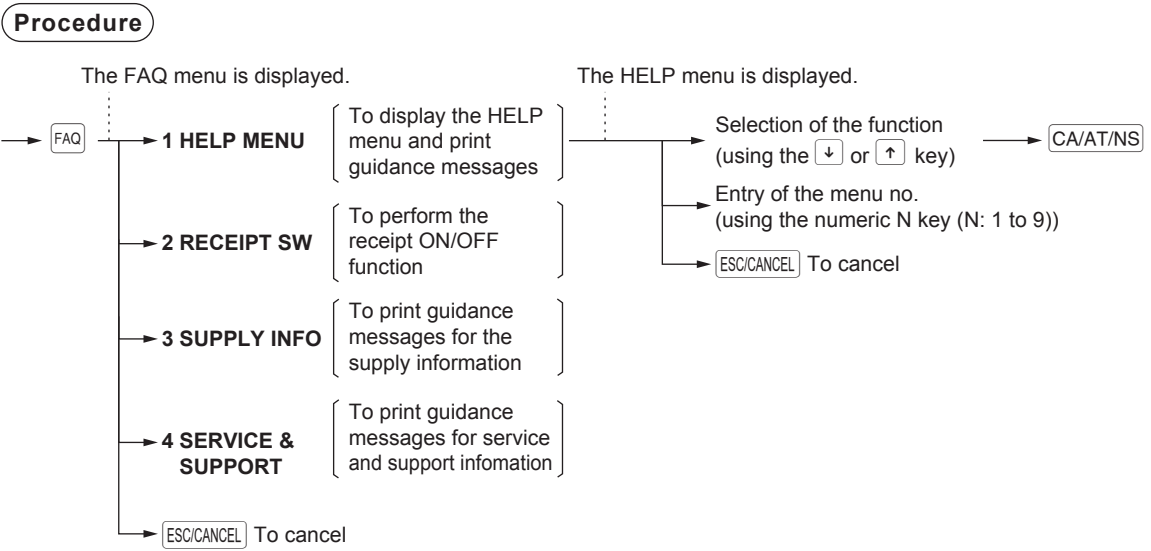 Procedure
The FAQ menu is displayed.
The HELP menu is displayed.
FAQ
1 HELP MENU
To display the HELP
menu and print
guidance messages
Selection of the function
(using the ↓ or ↑ key)
CA/AT/NS
Entry of the menu no.
(using the numeric N key (N: 1 to 9))
ESC/CANCEL To cancel
2 RECEIPT SW
To perform the
receipt ON/OFF
function
3 SUPPLY INFO
To print guidance
messages for the
supply information
4 SERVICE &
SUPPORT
To print guidance
messages for service
and support infomation
ESC/CANCEL To cancel